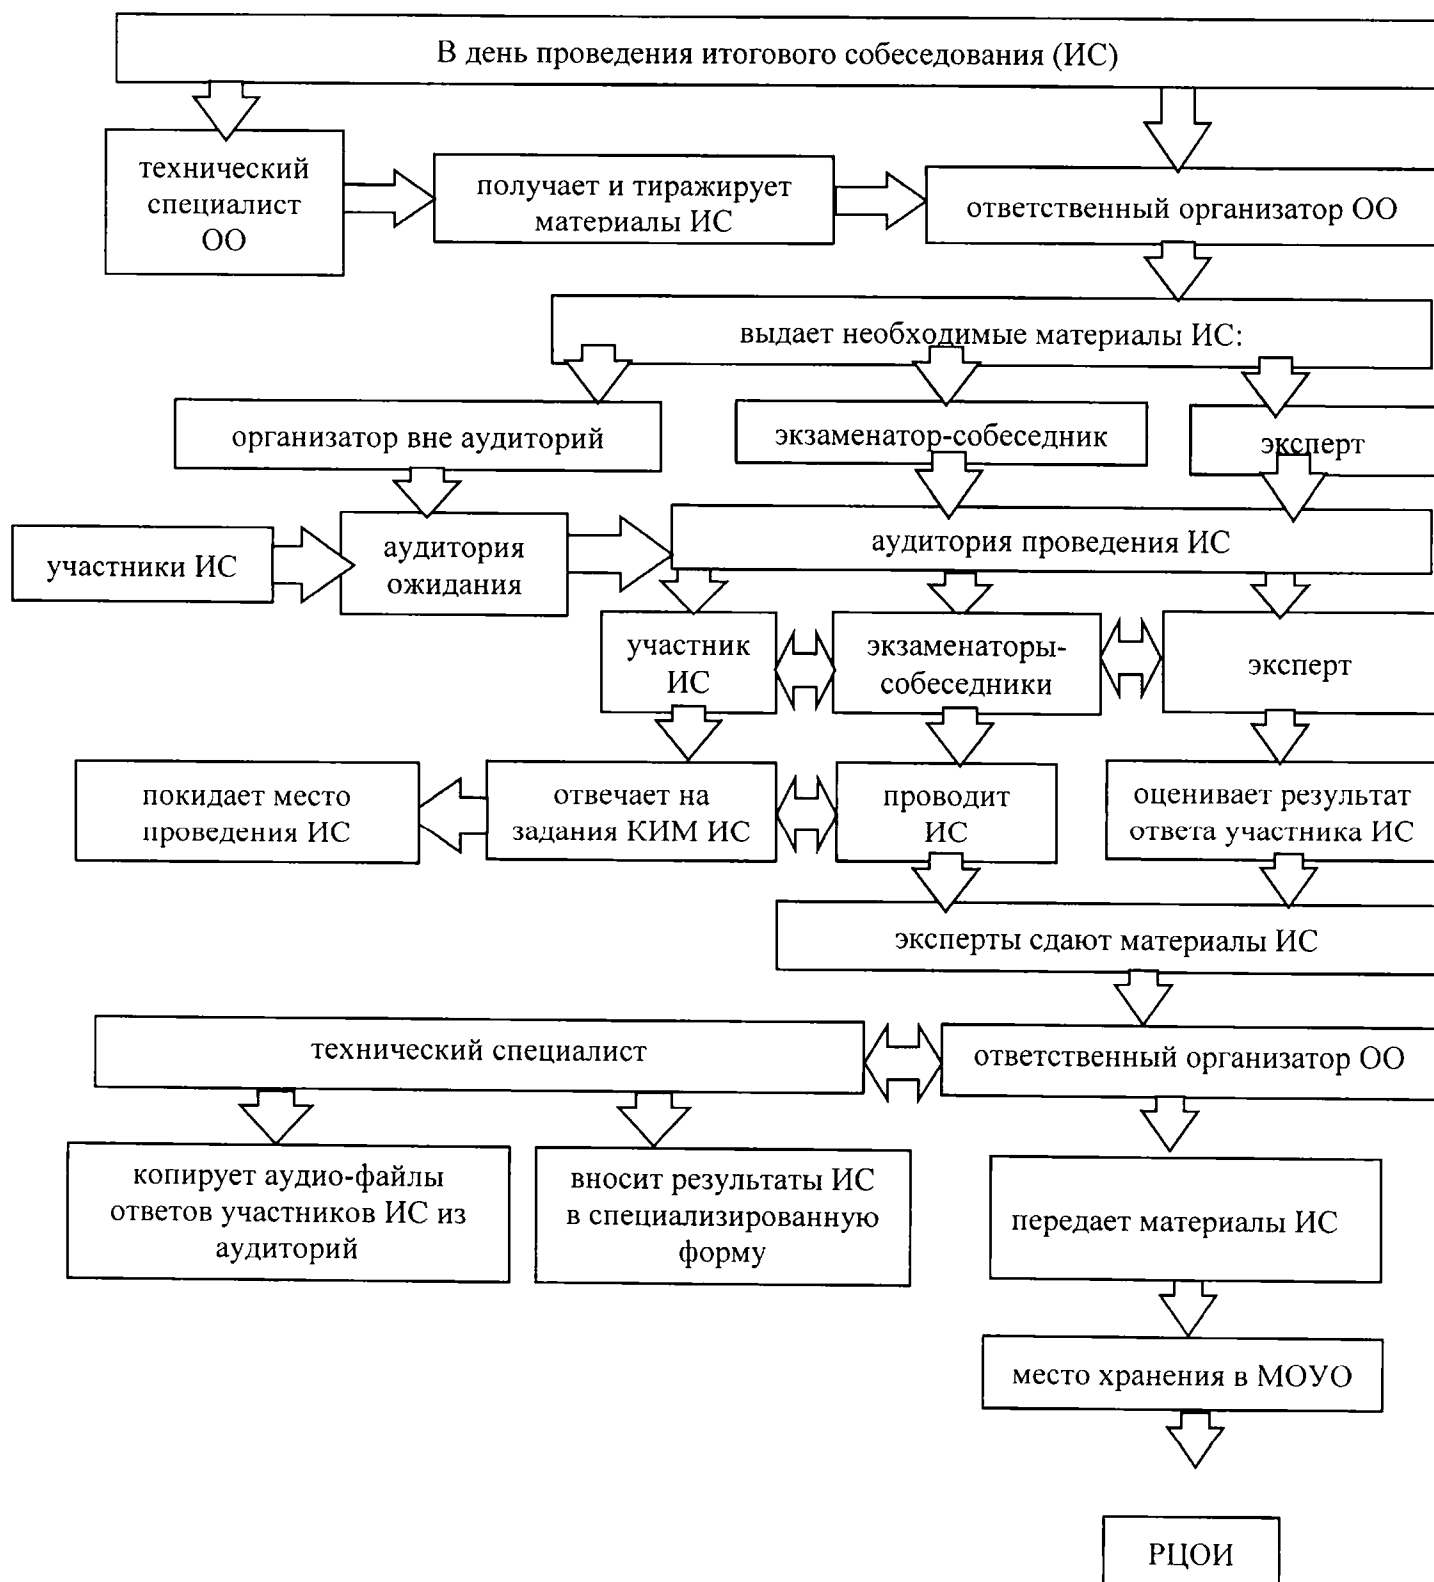 В день проведения итогового собеседования (ИС)
технический
специалист
ОО
получает и тиражирует
материалы ИС
ответственный организатор ОО
выдает необходимые материалы ИС:
организатор вне аудиторий
экзаменатор-собеседник
эксперт
участники ИС
аудитория
ожидания
аудитория проведения ИС
участник
ИС
экзаменаторы-
собеседники
эксперт
покидает место
проведения ИС
отвечает на
задания КИМ ИС
проводит
ИС
оценивает результат
ответа участника ИС
эксперты сдают материалы ИС
технический специалист
ответственный организатор ОО
копирует аудио-файлы
ответов участников ИС из
аудиторий
вносит результаты ИС
в специализированную
форму
передает материалы ИС
место хранения в МОУО
РЦОИ